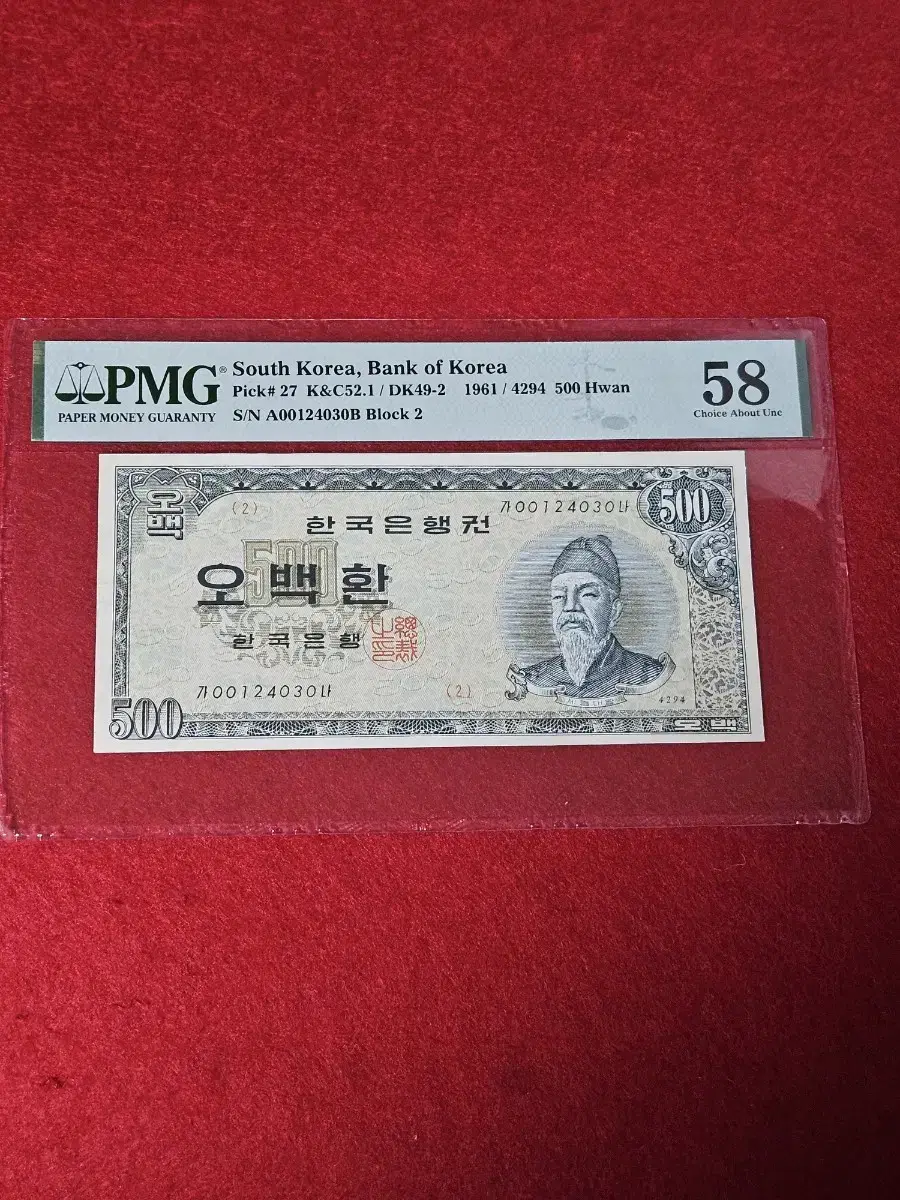 PMG®
PAPER MONEY GUARANTY
South Korea, Bank of Korea
Pick# 27 K&C52.1 / DK49-2 1961 / 4294 500 Hwan
S/N A00124030B Block 2
58
Choice About Unc
오백
(2)
가00124030나
500
한국은행권
500
오백환
한국은행
가00124030나
(2)
4294
500
오백